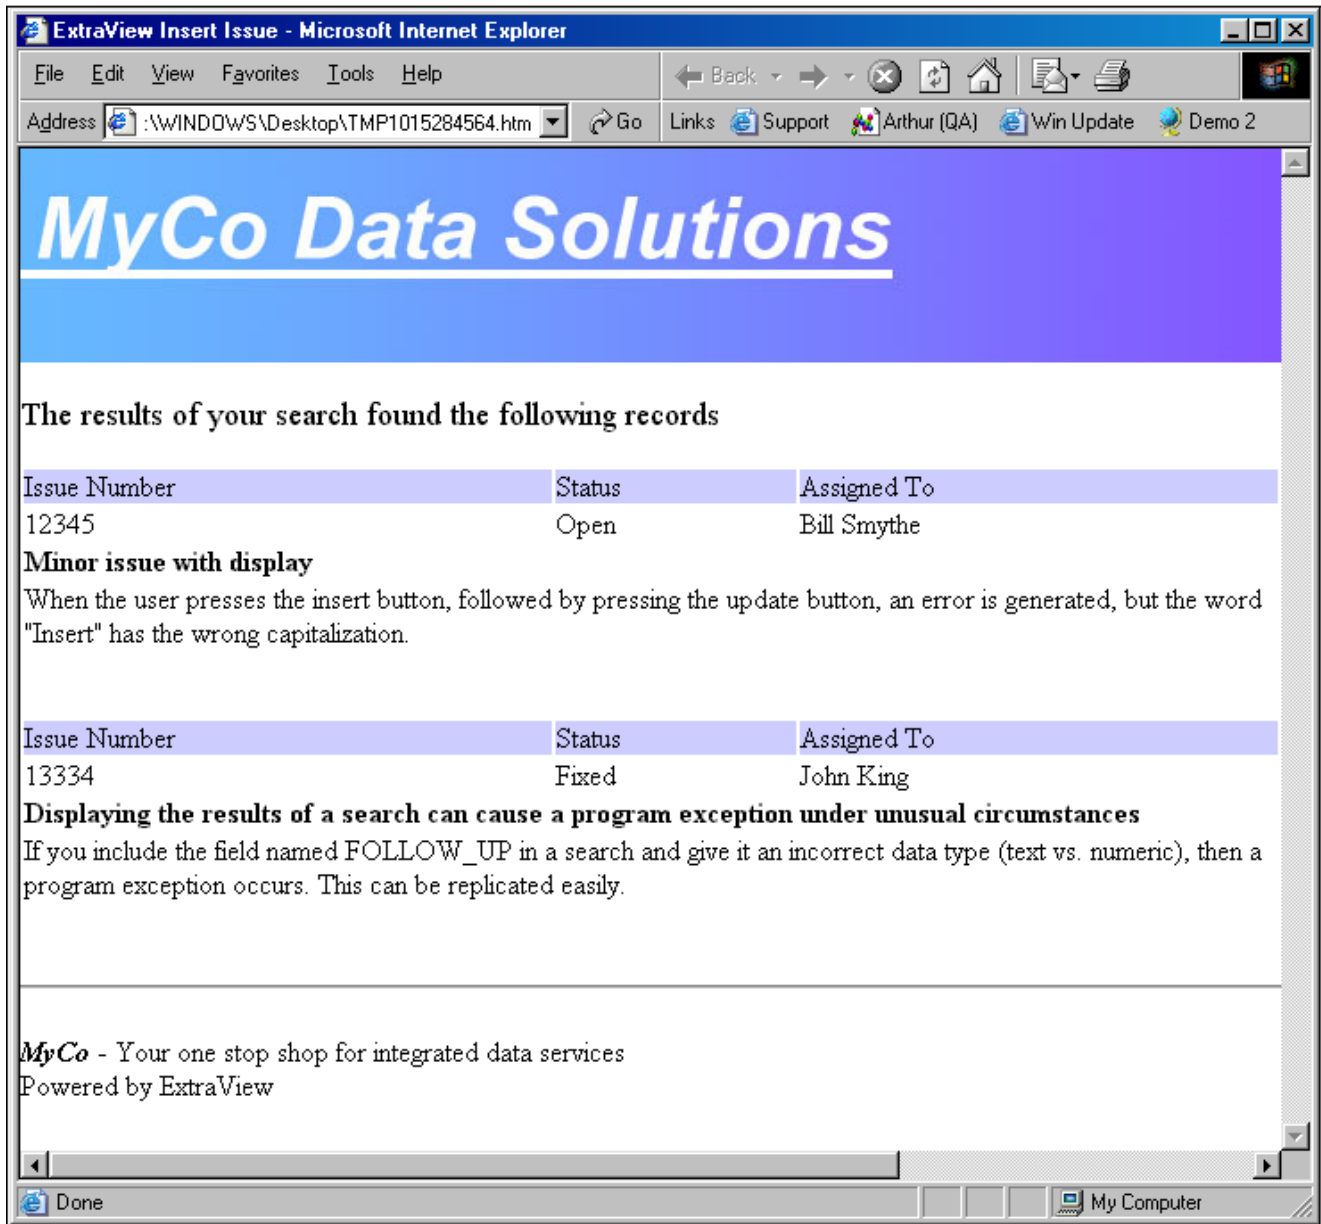 ExtraView Insert Issue - Microsoft Internet Explorer
File Edit View Favorites Tools Help Back
Address :\WINDOWS\Desktop\TMP1015284564.htm Go Links Support Arthur (QA) Win Update Demo 2
MyCo Data Solutions
The results of your search found the following records
Issue Number Status Assigned To
12345 Open Bill Smythe
Minor issue with display
When the user presses the insert button, followed by pressing the update button, an error is generated, but the word
"Insert" has the wrong capitalization.
Issue Number Status Assigned To
13334 Fixed John King
Displaying the results of a search can cause a program exception under unusual circumstances
If you include the field named FOLLOW_UP in a search and give it an incorrect data type (text vs. numeric), then a
program exception occurs. This can be replicated easily.
MyCo - Your one stop shop for integrated data services
Powered by ExtraView
Done My Computer